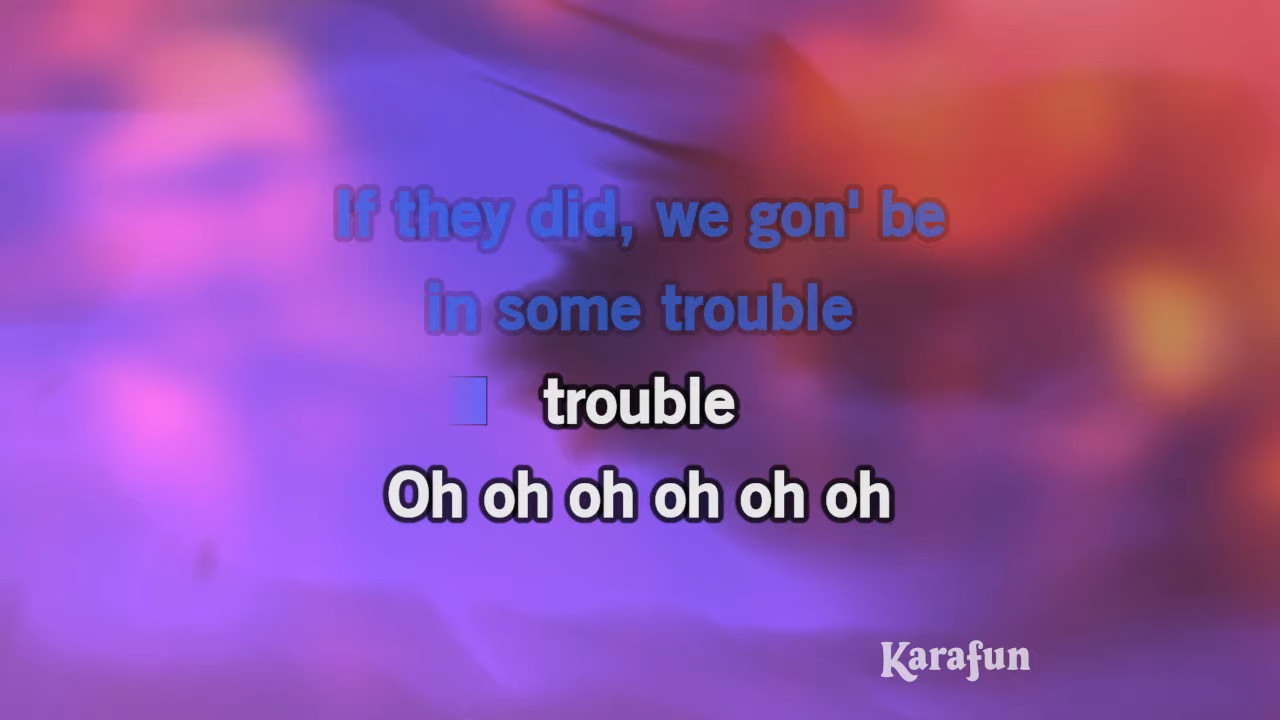 If they did, we gon' be
in some trouble
trouble
Oh oh oh oh oh oh
Karafun